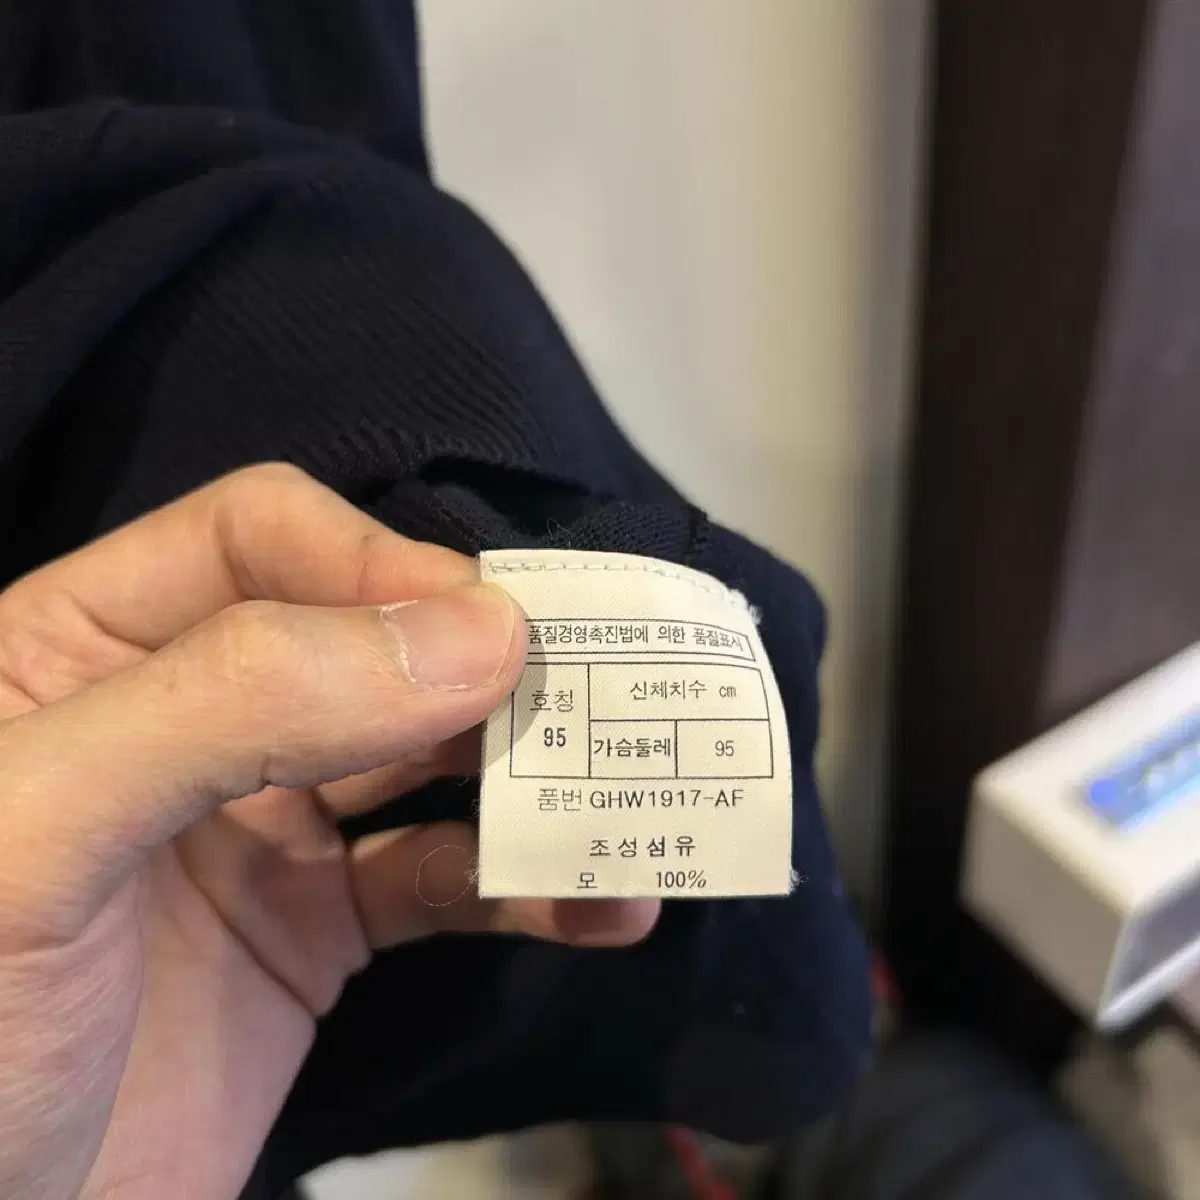 품질경영촉진법에 의한 품질표시
호칭 신체치수 cm
95 가슴둘레 95
품번 GHW1917-AF
조성섬유
모 100%